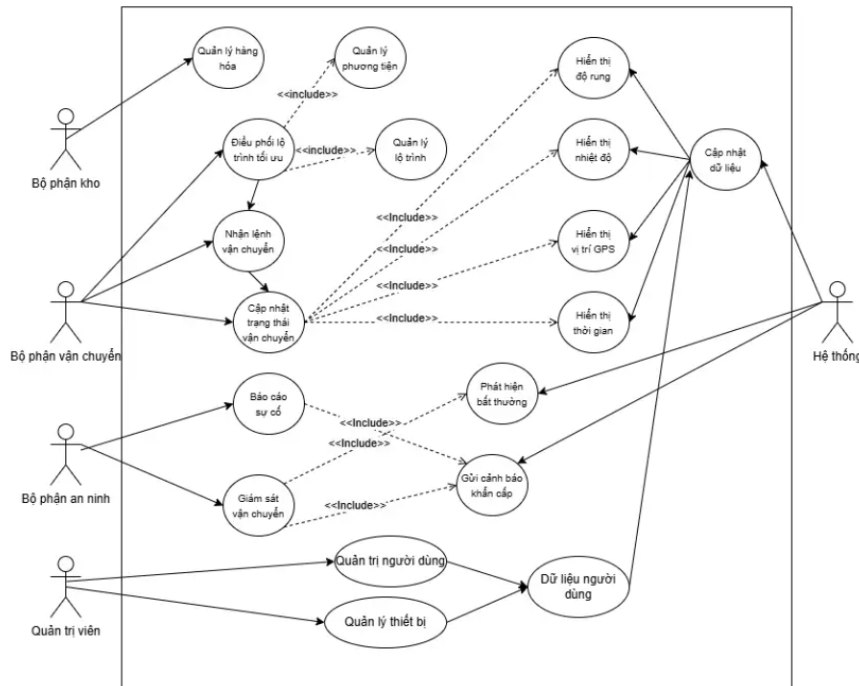 Quản lý hàng
hóa
Quản lý
phương tiện
Hiển thị
độ rung
<<include>>
Bộ phận kho
Điều phối lộ
trình tối ưu
<<include>>
Quản lý
lộ trình
<<Include>>
Hiển thị
nhiệt độ
Cập nhật
dữ liệu
Nhận lệnh
vận chuyển
<<Include>>
Hiển thị
vị trí GPS
<<Include>>
Bộ phận vận chuyển
Cập nhật
trạng thái
vận chuyển
<<Include>>
Hiển thị
thời gian
Hệ thống
Báo cáo
sự cố
Phát hiện
bất thường
<<Include>>
<<Include>>
Bộ phận an ninh
Giám sát
vận chuyển
<<Include>>
Gửi cảnh báo
khẩn cấp
Quản trị viên
Quản trị người dùng
Quản lý thiết bị
Dữ liệu người
dùng